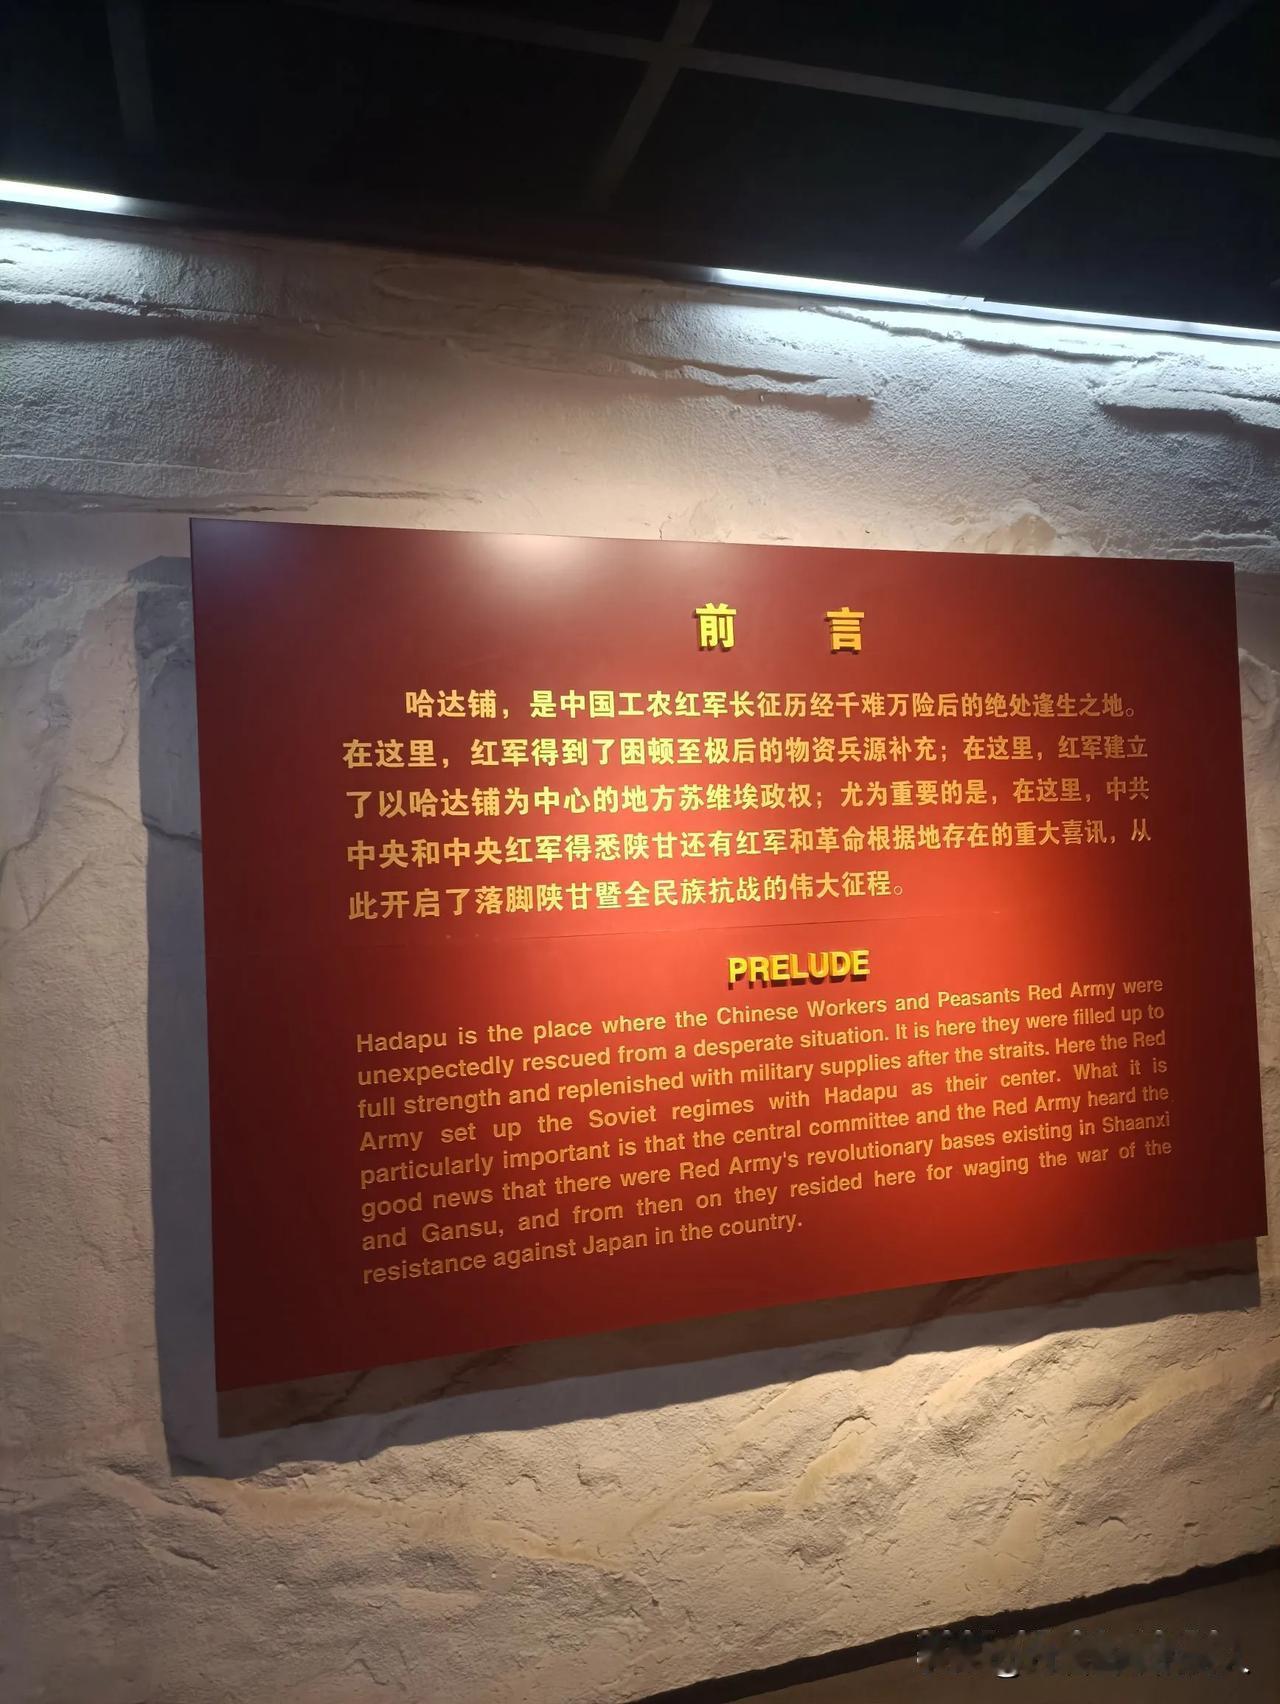 前 言
哈达铺，是中国工农红军长征历经千难万险后的绝处逢生之地。
在这里，红军得到了困顿至极后的物资兵源补充；在这里，红军建立
了以哈达铺为中心的地方苏维埃政权；尤为重要的是，在这里，中共
中央和中央红军得悉陕甘还有红军和革命根据地存在的重大喜讯，从
此开启了落脚陕甘暨全民族抗战的伟大征程。
PRELUDE
Hadapu is the place where the Chinese Workers and Peasants Red Army were
unexpectedly rescued from a desperate situation. It is here they were filled up to
full strength and replenished with military supplies after the straits. Here the Red
Army set up the Soviet regimes with Hadapu as their center. What it is
particularly important is that the central committee and the Red Army heard the
good news that there were Red Army's revolutionary bases existing in Shaanxi
and Gansu, and from then on they resided here for waging the war of the
resistance against Japan in the country.